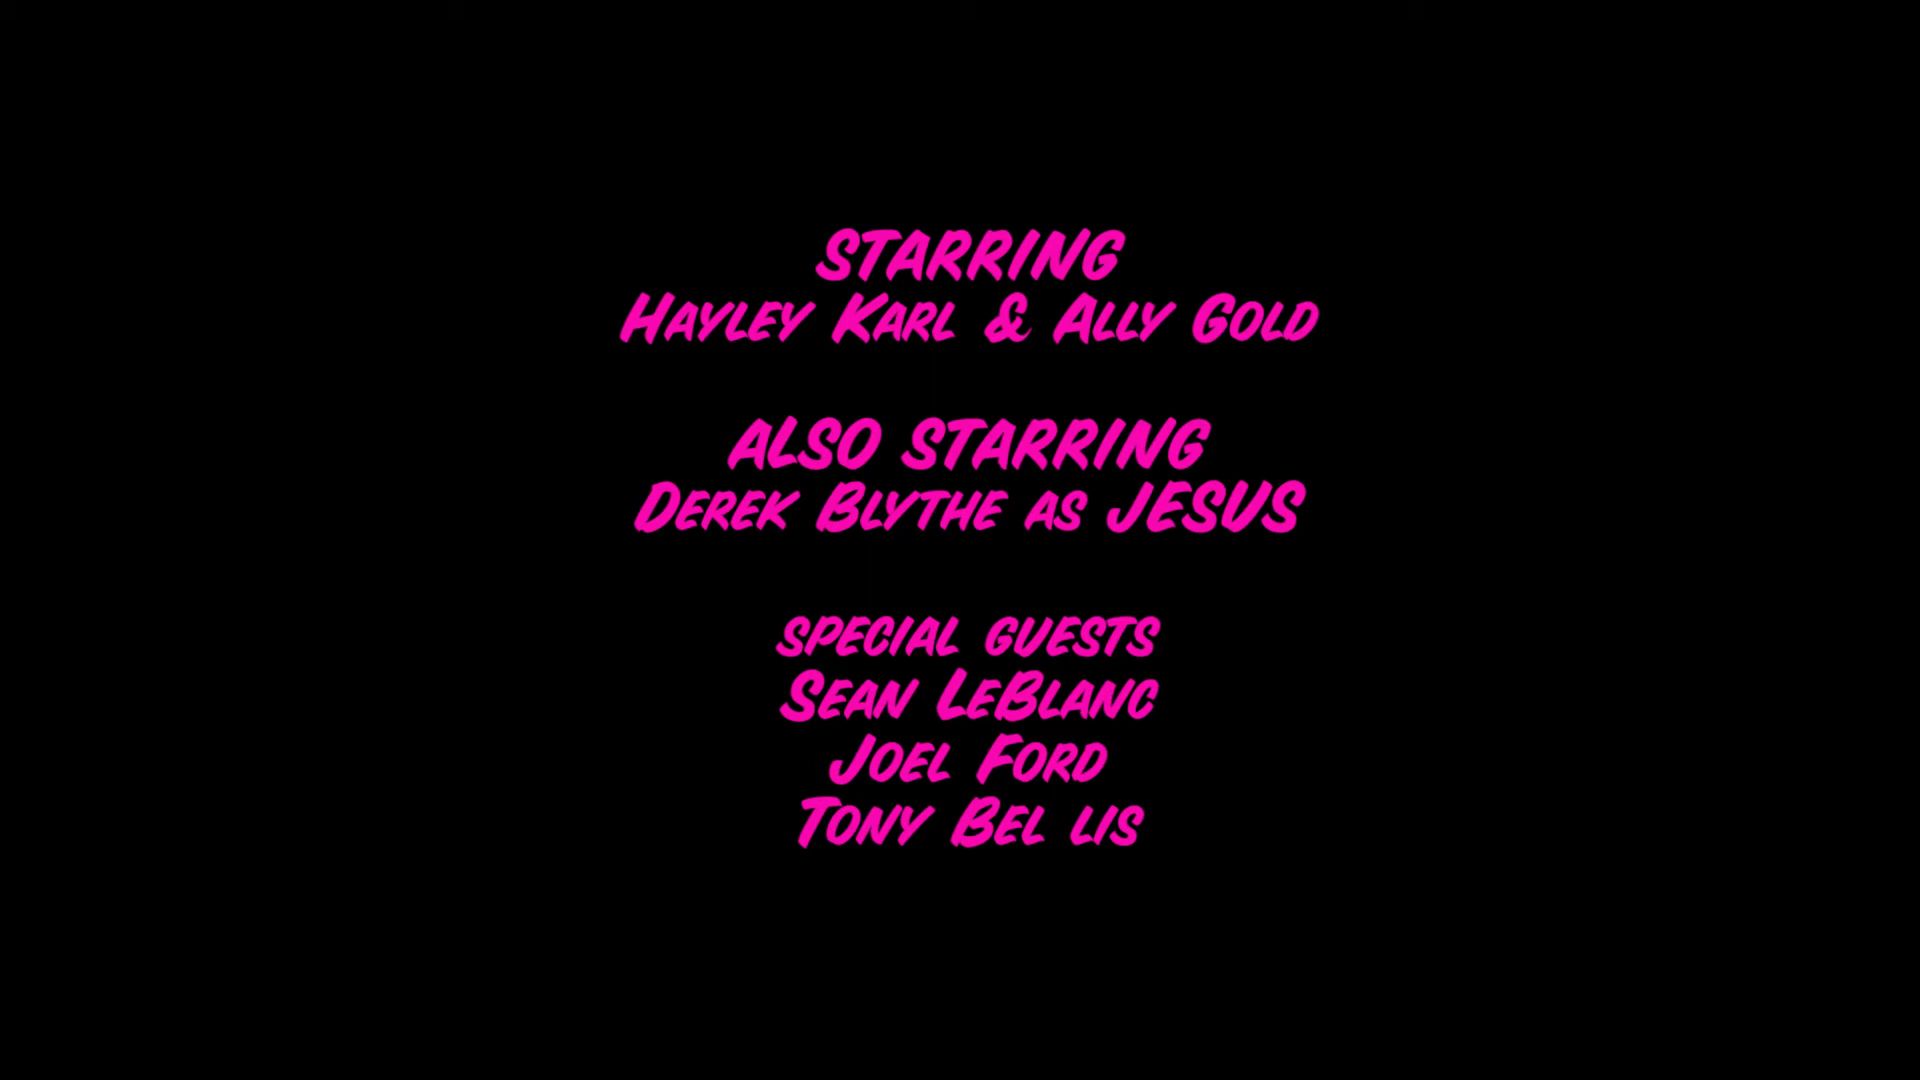 STARRING
HAYLEY KARL & ALLY GOLD
ALSO STARRING
DEREK BLYTHE AS JESUS
SPECIAL GUESTS
SEAN LEBLANC
JOEL FORD
TONY BEL LIS